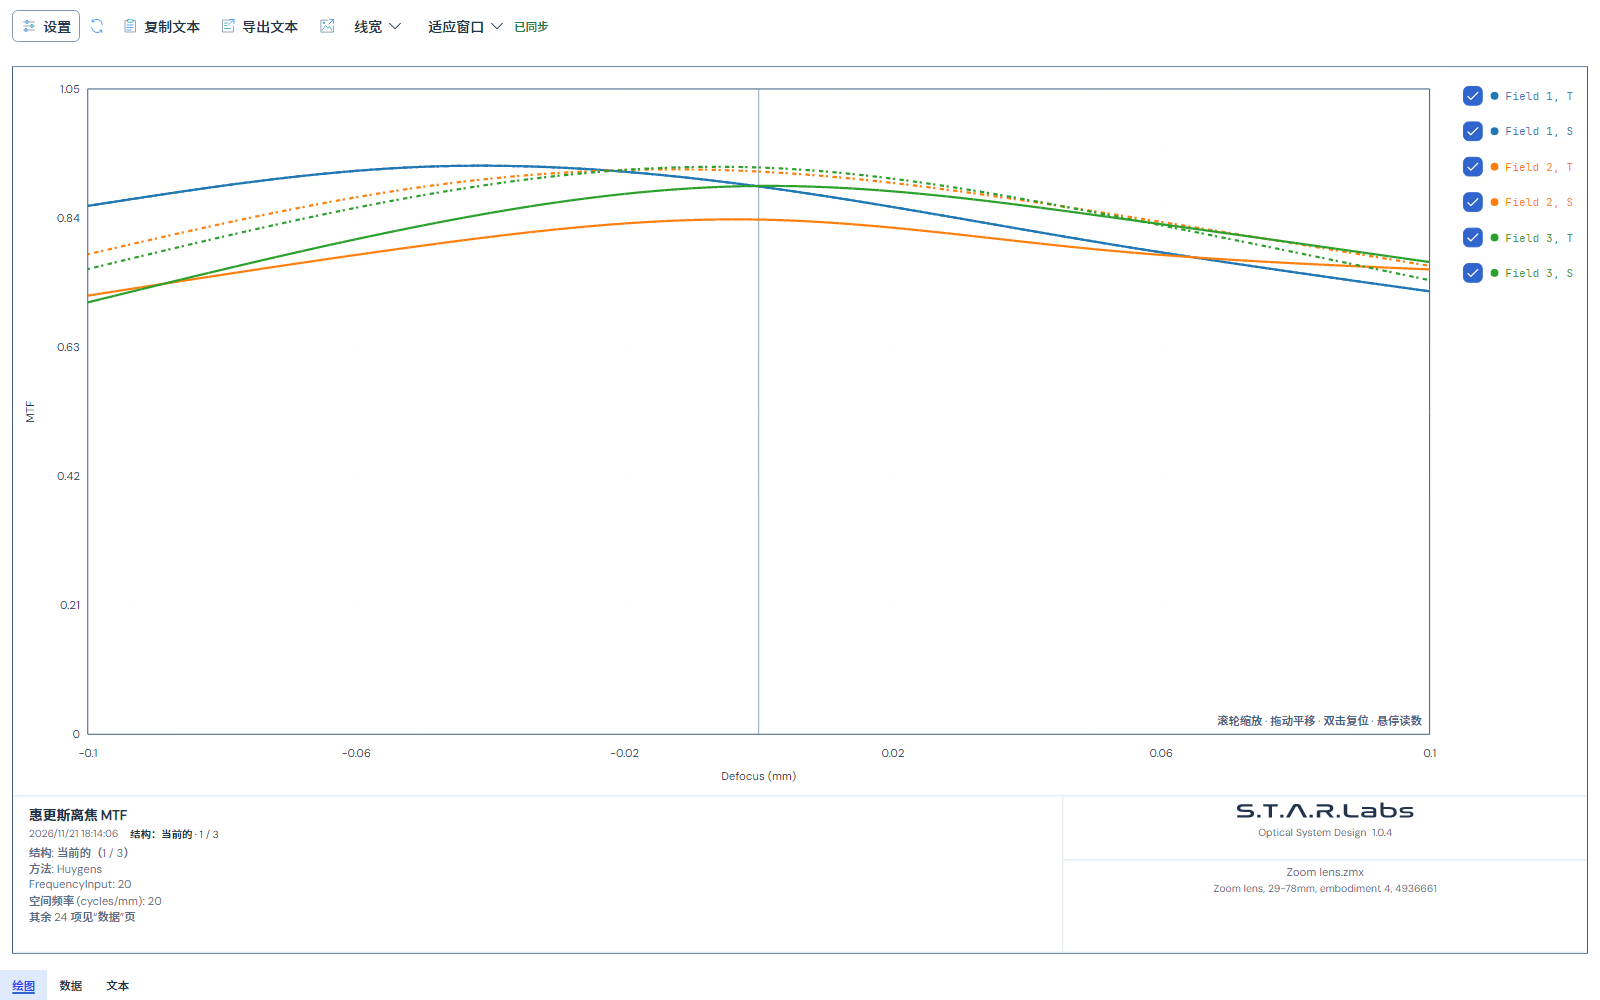 设置
复制文本
导出文本
线宽
适应窗口
已同步
1.05
0.84
0.63
0.42
0.21
0
MTF
−0.1
−0.06
−0.02
0.02
0.06
0.1
Defocus (mm)
滚轮缩放 · 拖动平移 · 双击复位 · 悬停读数
Field 1, T
Field 1, S
Field 2, T
Field 2, S
Field 3, T
Field 3, S
惠更斯离焦 MTF
2026/11/21 18:14:06 结构：当前的 · 1 / 3
结构: 当前的（1 / 3）
方法: Huygens
FrequencyInput: 20
空间频率 (cycles/mm): 20
其余 24 项见“数据”页
S.T.A.R.Labs
Optical System Design 1.0.4
Zoom lens.zmx
Zoom lens, 29-78mm, embodiment 4, 4936661
绘图
数据
文本